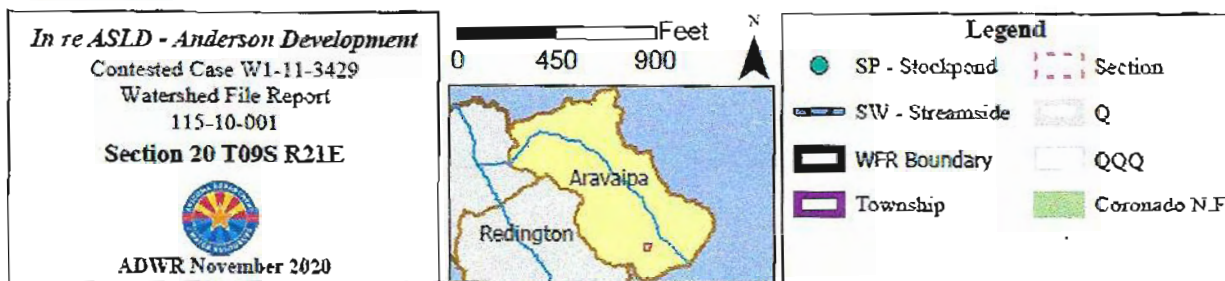 In re ASLD - Anderson Development
Contested Case W1-11-3429
Watershed File Report
115-10-001
Section 20 T09S R21E
ADWR November 2020
Feet
0 450 900
N
Aravaipa
Redington
Legend
SP - Stockpond
Section
SW - Streamside
Q
WFR Boundary
QQQ
Township
Coronado N.F